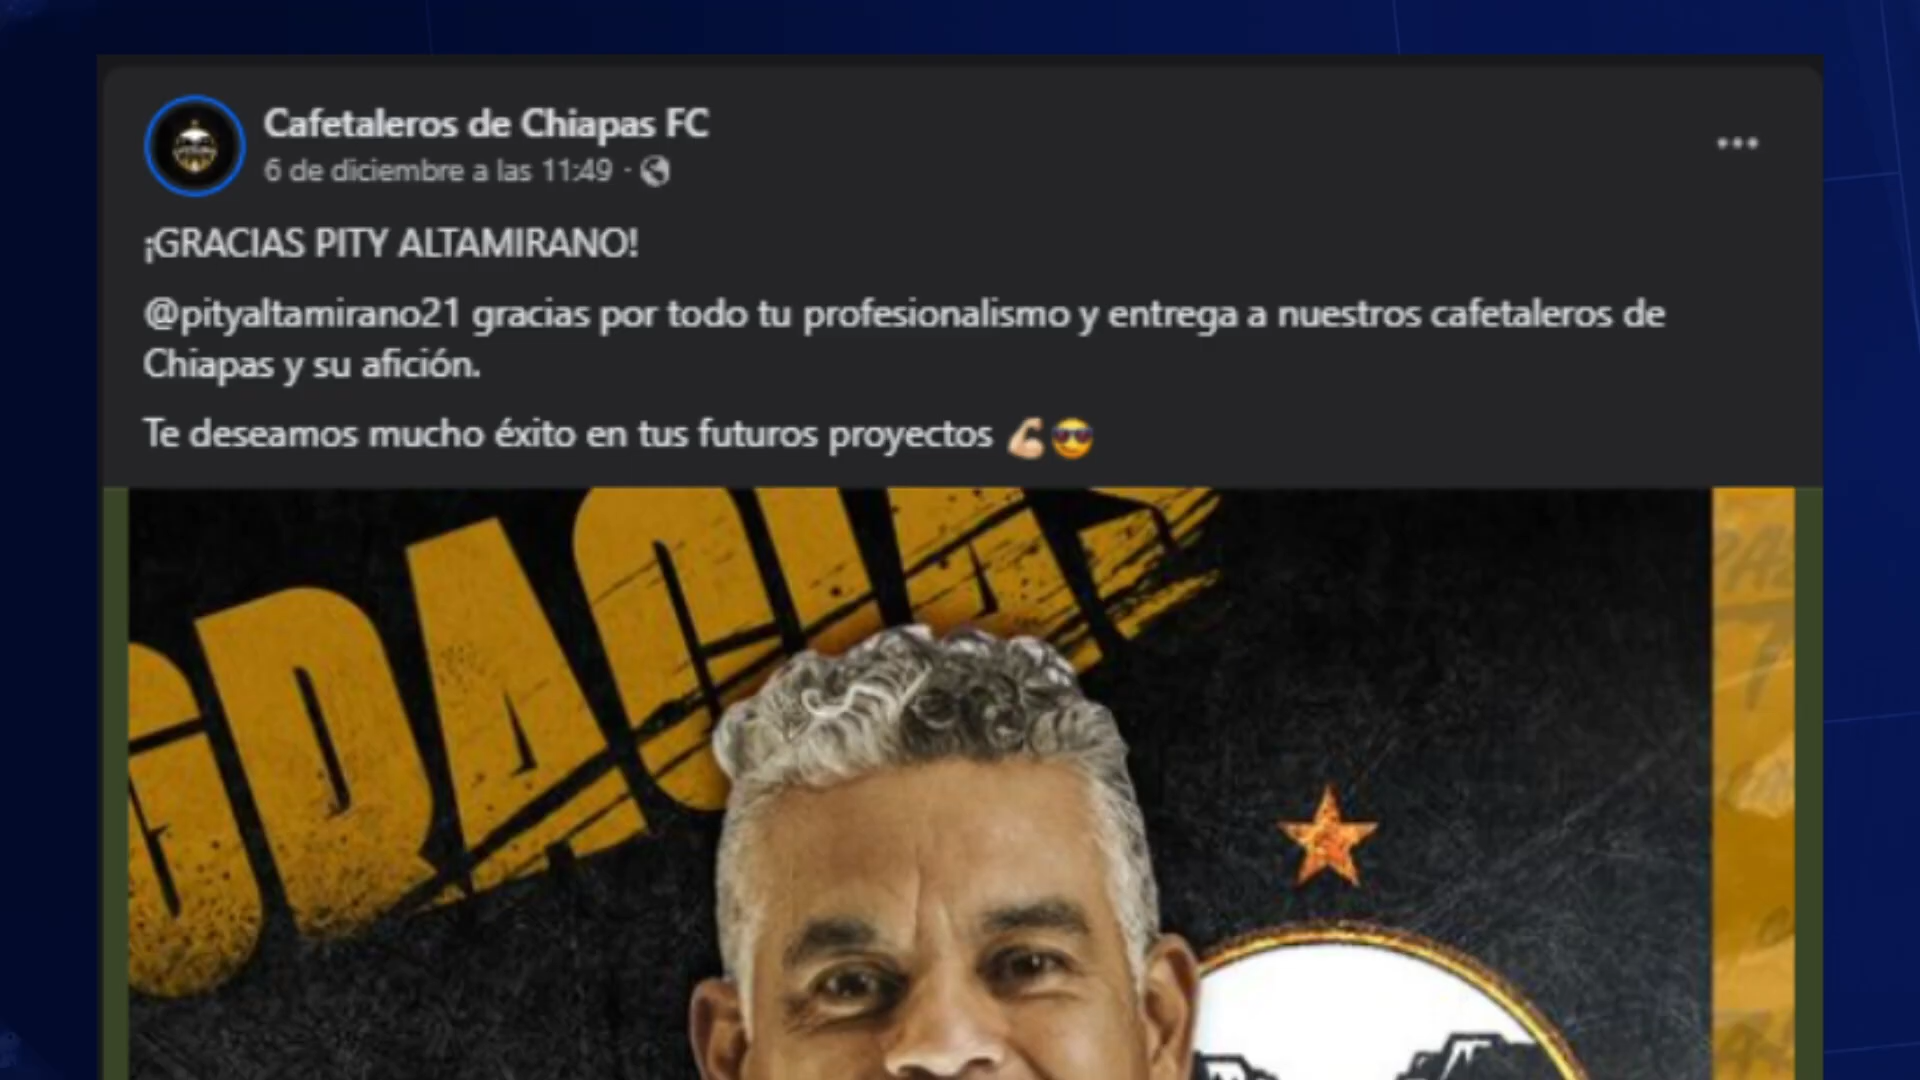 Cafetaleros de Chiapas FC
6 de diciembre a las 11:49 ·
¡GRACIAS PITY ALTAMIRANO!
@pityaltamirano21 gracias por todo tu profesionalismo y entrega a nuestros cafetaleros de
Chiapas y su afición.
Te deseamos mucho éxito en tus futuros proyectos 💪🏼😎
GRACIAS